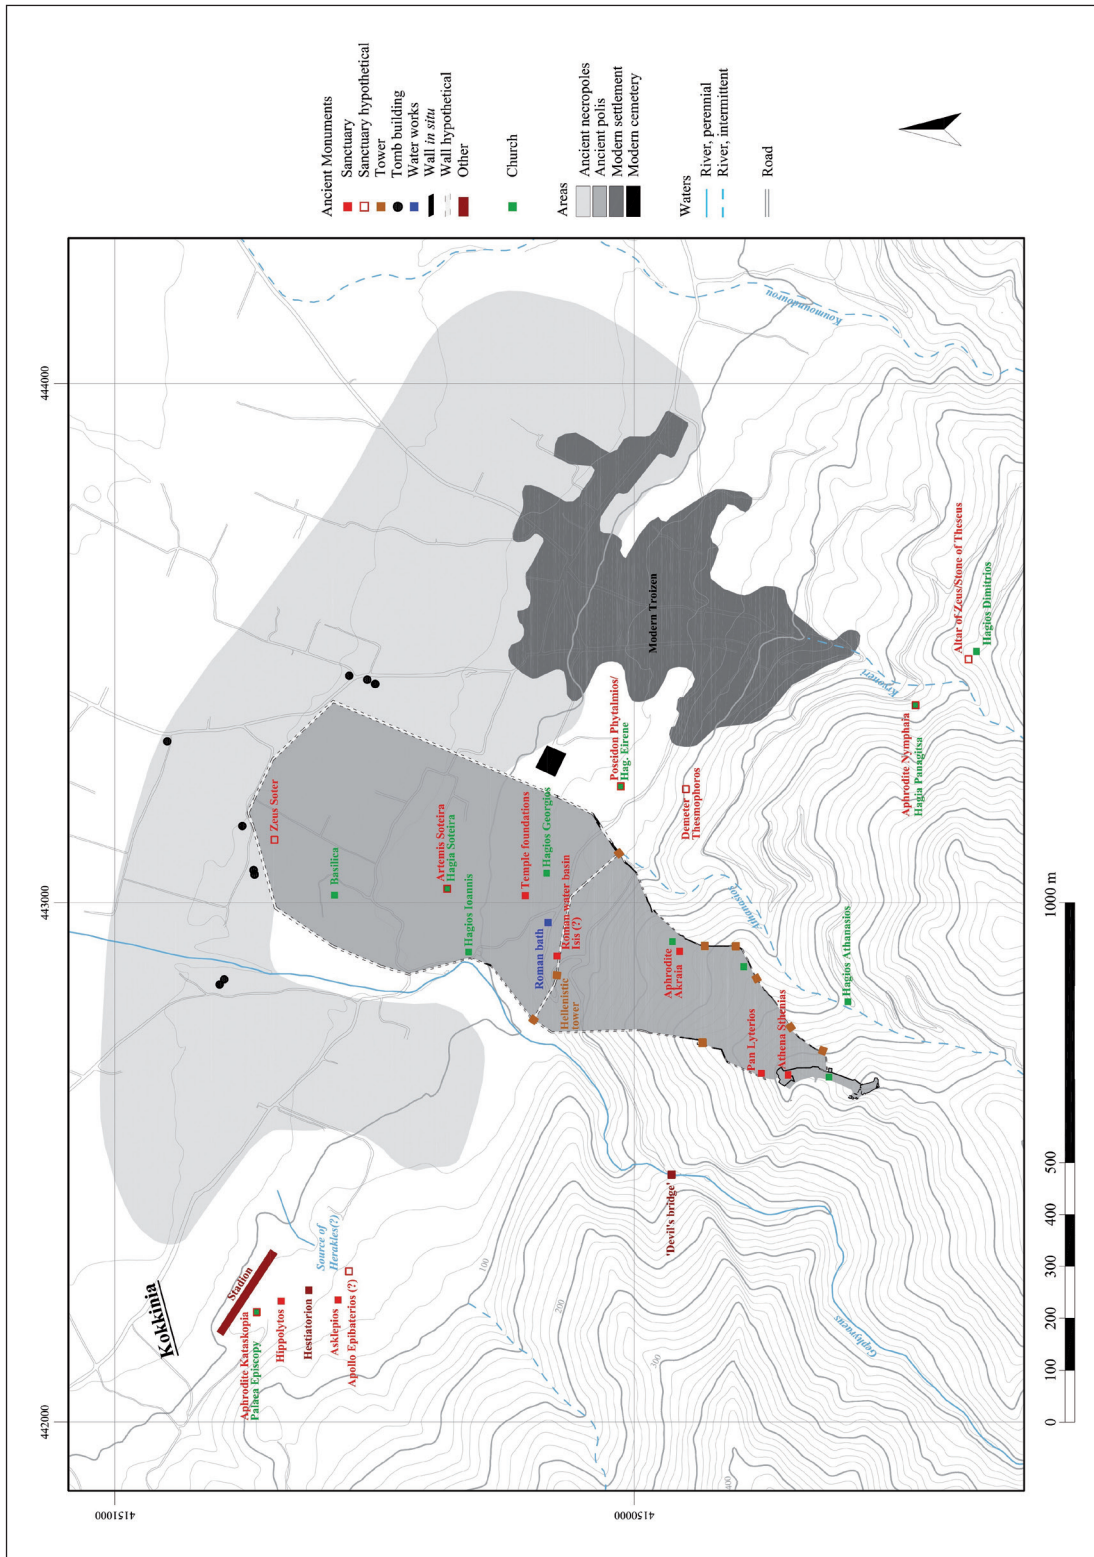 Ancient Monuments
Sanctuary
Sanctuary hypothetical
Tower
Tomb building
Water works
Wall in situ
Wall hypothetical
Other
Church
Areas
Ancient necropoles
Ancient polis
Modern settlement
Modern cemetery
Waters
River, perennial
River, intermittent
Road
442000
443000
444000
4151000
4150000
Kokkinia
Stadion
Aphrodite Kataskopia
Palaea Episcopy
Hippolytos
Hestiatorion
Asklepios
Apollo Epibaterios (?)
Source of
Herakles(?)
Zeus Soter
Basilica
Artemis Soteira
Hagia Soteira
Hagios Ioannis
Temple foundations
Hagios Georgios
Roman bath
Roman water basin
Isis (?)
Hellenistic
tower
Poseidon Phytalmios/
Hag. Eirene
Modern Troizen
Demeter
Thesmophoros
Aphrodite
Akraia
Pan Lyterios
Athena Sthenias
Athanasios
Hagios Athanasios
'Devil's bridge'
Gephyraeus
Koumoundourou
Krsoneri
Aphrodite Nymphaia
Hagia Panagitsa
Altar of Zeus/Stone of Theseus
Hagios Dimitrios
100
200
300
400
0
100
200
300
400
500
1000 m